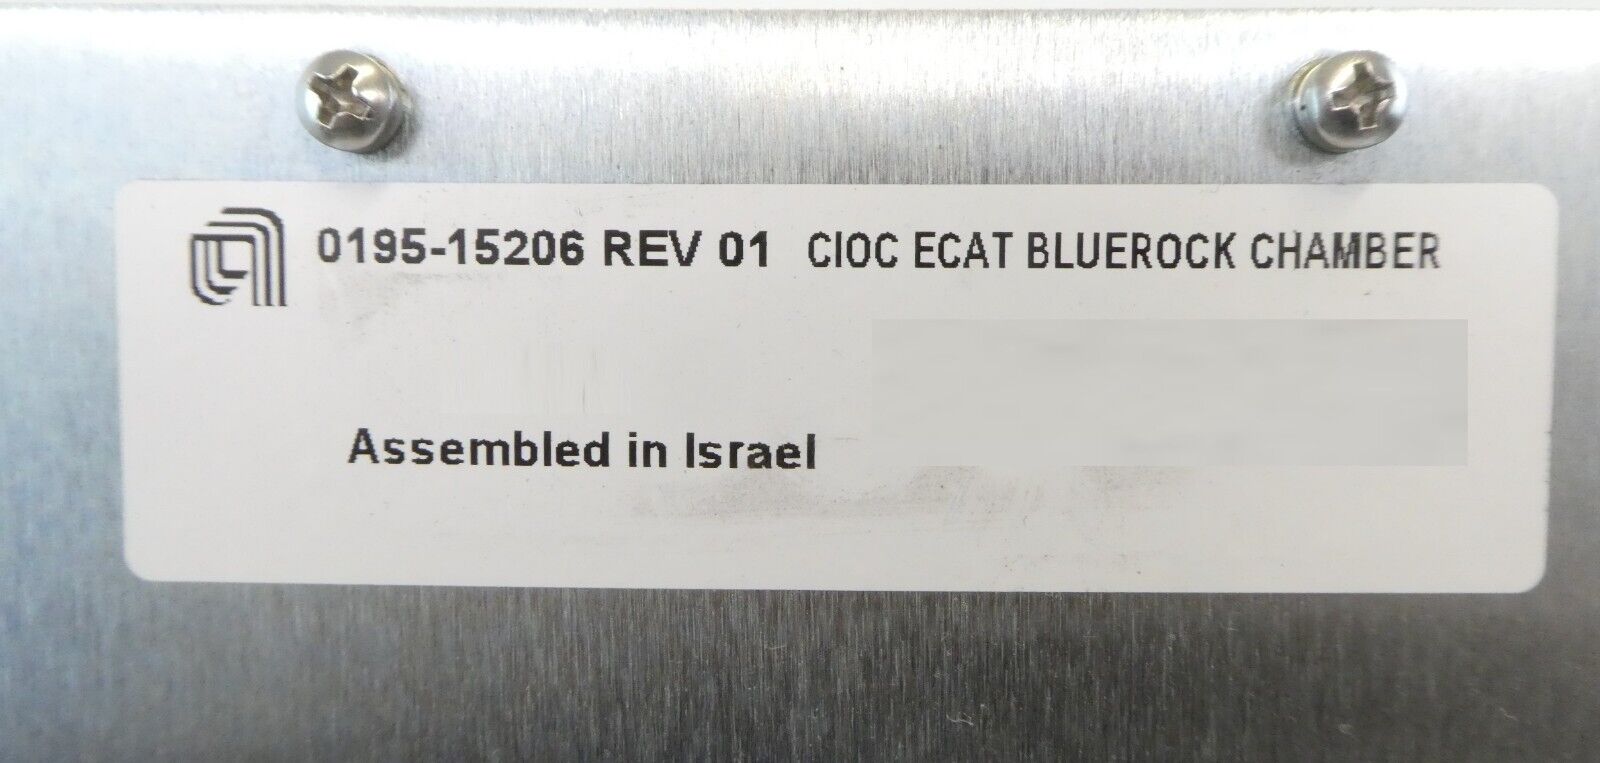 0195-15206 REV 01 CIOC ECAT BLUEROCK CHAMBER
Assembled in Israel